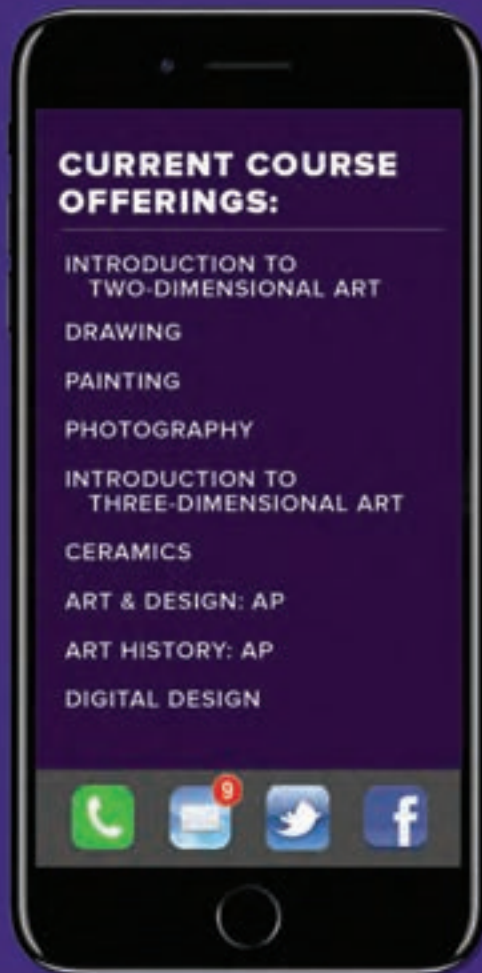 CURRENT COURSE
OFFERINGS:
INTRODUCTION TO
TWO-DIMENSIONAL ART
DRAWING
PAINTING
PHOTOGRAPHY
INTRODUCTION TO
THREE-DIMENSIONAL ART
CERAMICS
ART & DESIGN: AP
ART HISTORY: AP
DIGITAL DESIGN
9
f